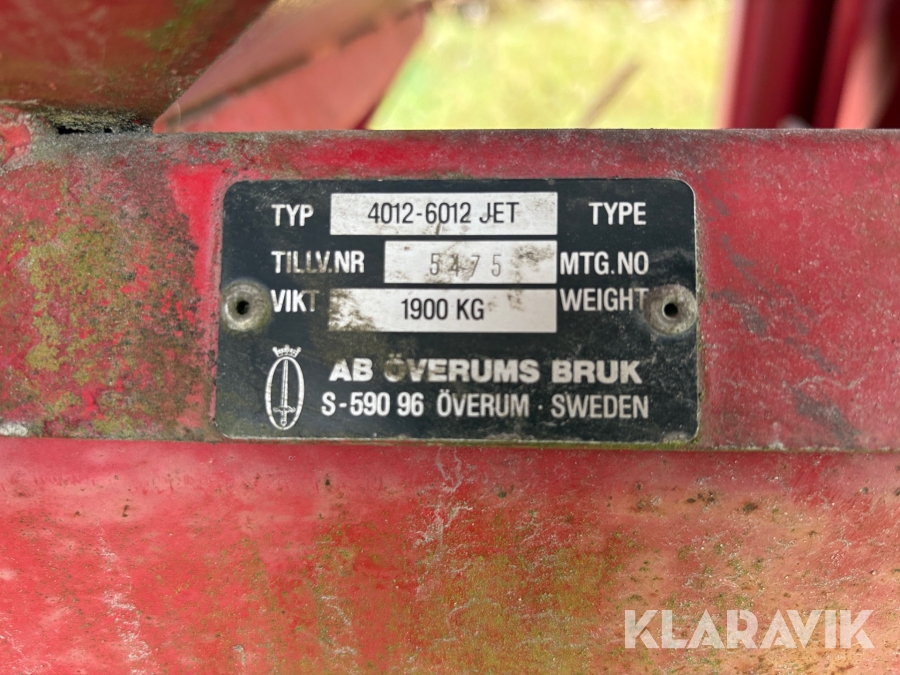 KLARAVIK
TYP 4012-6012 JET TYPE
TILLV.NR 5475 MTG.NO
VIKT 1900 KG WEIGHT
AB ÖVERUMS BRUK
S-590 96 ÖVERUM · SWEDEN
KLARAVIK